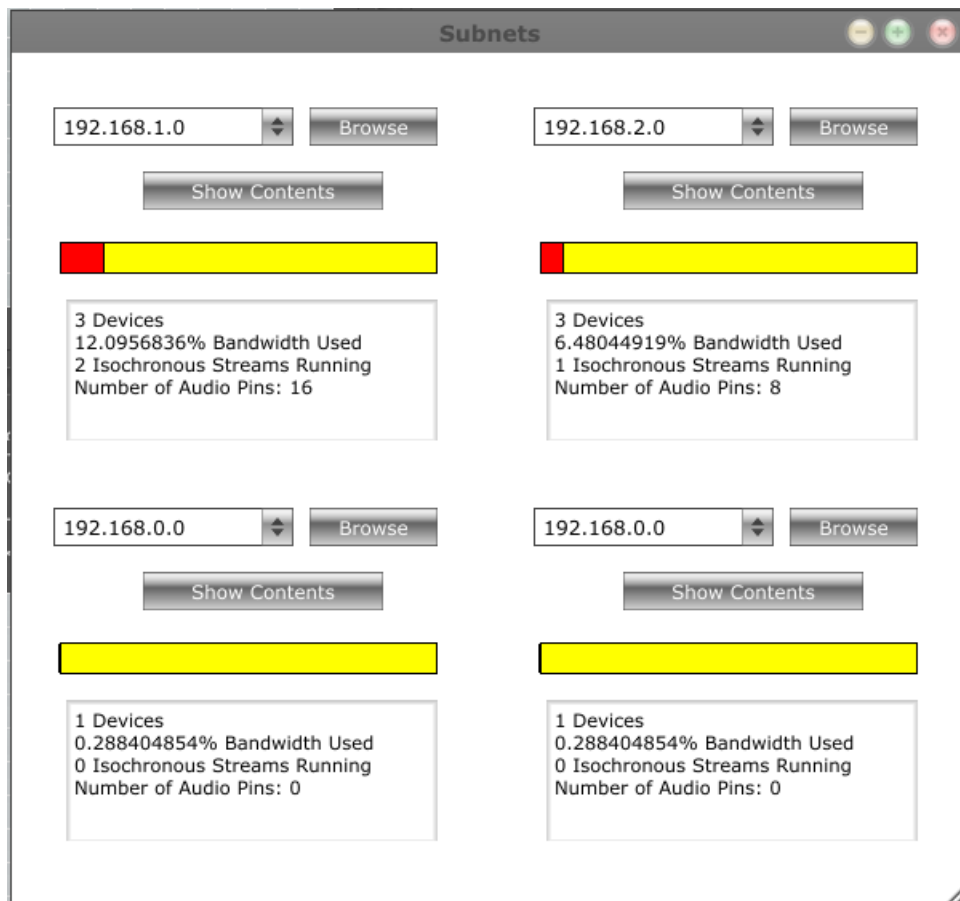 Subnets
192.168.1.0 Browse
Show Contents
3 Devices
12.0956836% Bandwidth Used
2 Isochronous Streams Running
Number of Audio Pins: 16
192.168.2.0 Browse
Show Contents
3 Devices
6.48044919% Bandwidth Used
1 Isochronous Streams Running
Number of Audio Pins: 8
192.168.0.0 Browse
Show Contents
1 Devices
0.288404854% Bandwidth Used
0 Isochronous Streams Running
Number of Audio Pins: 0
192.168.0.0 Browse
Show Contents
1 Devices
0.288404854% Bandwidth Used
0 Isochronous Streams Running
Number of Audio Pins: 0